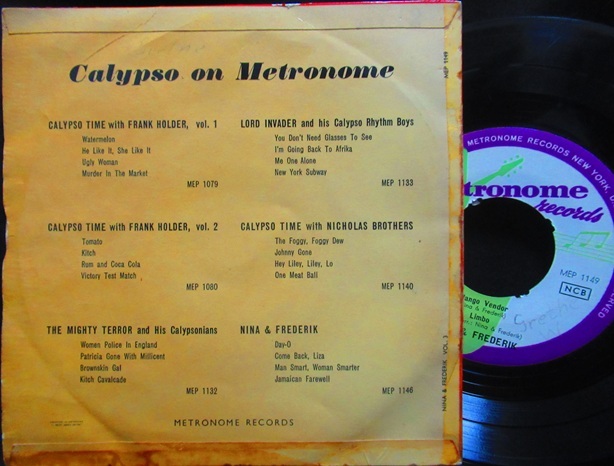 Calypso on Metronome
CALYPSO TIME with FRANK HOLDER, vol. 1
Watermelon
He Like It, She Like It
Ugly Woman
Murder In The Market
MEP 1079
LORD INVADER and his Calypso Rhythm Boys
You Don't Need Glasses To See
I'm Going Back To Afrika
Me One Alone
New York Subway
MEP 1133
CALYPSO TIME with FRANK HOLDER, vol. 2
Tomato
Kitch
Rom and Coca Cola
Victory Test Match
MEP 1080
CALYPSO TIME with NICHOLAS BROTHERS
The Foggy, Foggy Dew
Johnny Gone
Hey Liley, Liley, Lo
One Meat Ball
MEP 1140
THE MIGHTY TERROR and His Calypsonians
Women Police In England
Patricia Gone With Millicent
Brownskin Gal
Kitch Cavalcade
MEP 1132
NINA & FREDERIK
Day-O
Come Back, Liza
Man Smart, Woman Smarter
Jamaican Farewell
MEP 1146
METRONOME RECORDS
MEP 1149
NINA & FREDERIK VOL. 3
METRONOME RECORDS NEW YORK,
tronome
records
MEP 1149
NCB
ango Vendor
Limbo
& FREDERIK